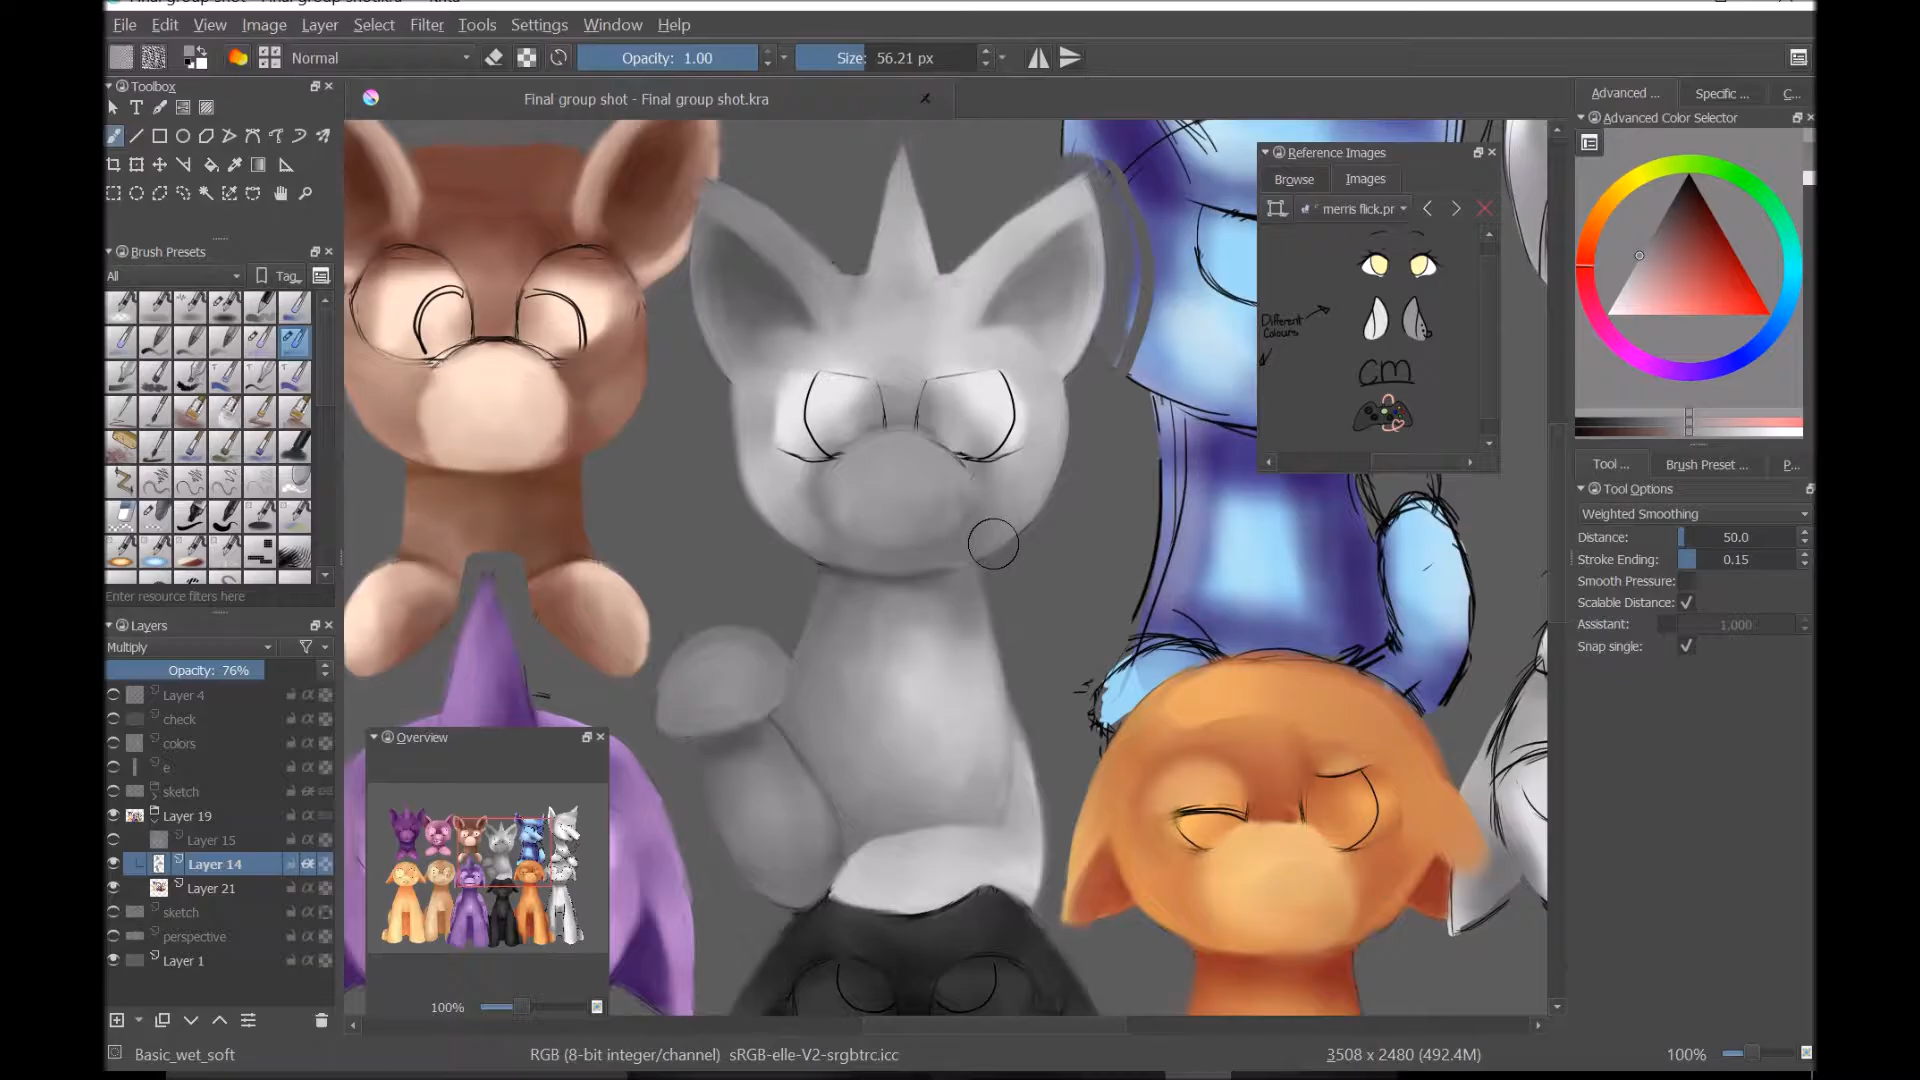 File Edit View Image Layer Select Filter Tools Settings Window Help
Normal Opacity: 1.00 Size: 56.21 px
Toolbox
Final group shot - Final group shot.kra
Advanced ... Specific ... C...
Advanced Color Selector
Reference Images
Browse Images
merris flick.pr
Different
Colours
CM
Brush Presets
All Tag
Enter resource filters here
Tool ... Brush Preset ... P...
Tool Options
Weighted Smoothing
Distance: 50.0
Stroke Ending: 0.15
Smooth Pressure:
Scalable Distance:
Assistant: 1.000
Snap single:
Layers
Multiply
Opacity: 76%
Layer 4
check
colors
e
sketch
Layer 19
Layer 15
Layer 14
Layer 21
sketch
perspective
Layer 1
Overview
100%
Basic_wet_soft
RGB (8-bit integer/channel) sRGB-elle-V2-srgbtrc.icc
3508 x 2480 (492.4M)
100%